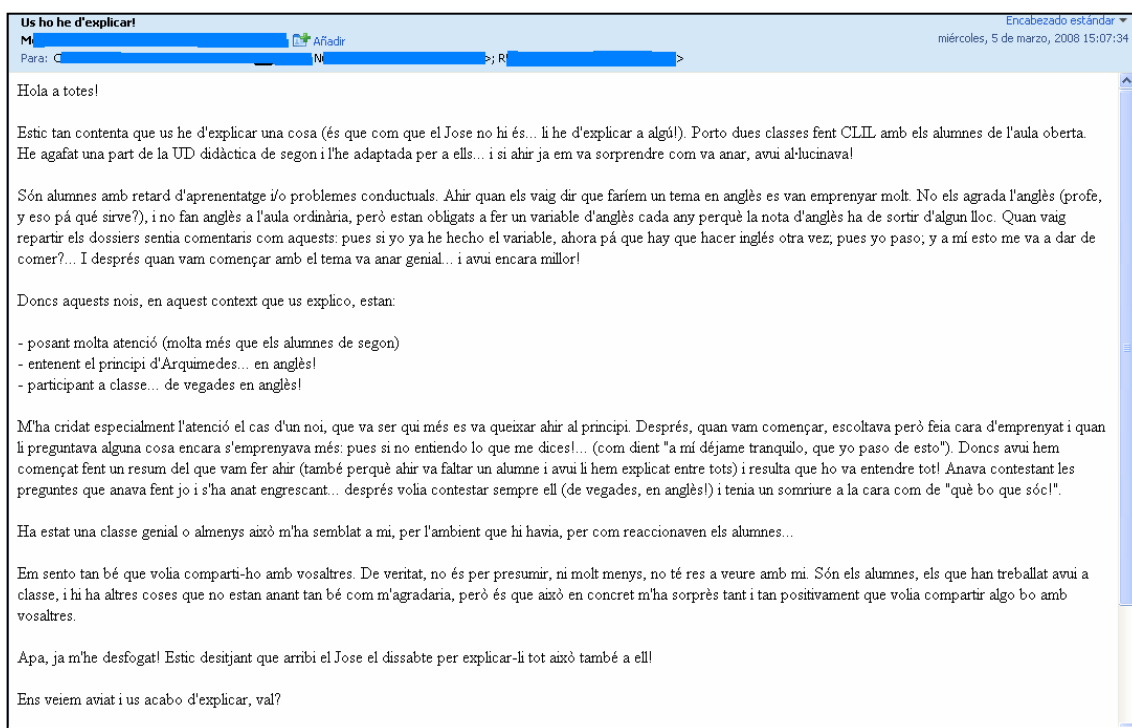 Us ho he d'explicar!
Encabezado estándar
M
Añadir
miércoles, 5 de marzo, 2008 15:07:34
Para: C N >; R >
Hola a totes!
Estic tan contenta que us he d'explicar una cosa (és que com que el Jose no hi és... li he d'explicar a algú!). Porto dues classes fent CLIL amb els alumnes de l'aula oberta.
He agafat una part de la UD didàctica de segon i l'he adaptada per a ells... i si ahir ja em va sorprendre com va anar, avui al·lucinava!
Són alumnes amb retard d'aprenentatge i/o problemes conductuals. Ahir quan els vaig dir que faríem un tema en anglès es van emprenyar molt. No els agrada l'anglès (profe,
y eso pá qué sirve?), i no fan anglès a l'aula ordinària, però estan obligats a fer un variable d'anglès cada any perquè la nota d'anglès ha de sortir d'algun lloc. Quan vaig
repartir els dossiers sentia comentaris com aquests: pues si yo ya he hecho el variable, ahora pá que hay que hacer inglés otra vez; pues yo paso; y a mí esto me va a dar de
comer?... I després quan vam començar amb el tema va anar genial... i avui encara millor!
Doncs aquests nois, en aquest context que us explico, estan:
- posant molta atenció (molta més que els alumnes de segon)
- entenent el principi d'Arquimedes... en anglès!
- participant a classe... de vegades en anglès!
M'ha cridat especialment l'atenció el cas d'un noi, que va ser qui més es va queixar ahir al principi. Després, quan vam començar, escoltava però feia cara d'emprenyat i quan
li preguntava alguna cosa encara s'emprenyava més: pues si no entiendo lo que me dices!... (com dient "a mí déjame tranquilo, que yo paso de esto"). Doncs avui hem
començat fent un resum del que vam fer ahir (també perquè ahir va faltar un alumne i avui li hem explicat entre tots) i resulta que ho va entendre tot! Anava contestant les
preguntes que anava fent jo i s'ha anat engrescant... després volia contestar sempre ell (de vegades, en anglès!) i tenia un somriure a la cara com de "què bo que sóc!".
Ha estat una classe genial o almenys això m'ha semblat a mi, per l'ambient que hi havia, per com reaccionaven els alumnes...
Em sento tan bé que volia comparti-ho amb vosaltres. De veritat, no és per presumir, ni molt menys, no té res a veure amb mi. Són els alumnes, els que han treballat avui a
classe, i hi ha altres coses que no estan anant tan bé com m'agradaria, però és que això en concret m'ha sorprès tant i tan positivament que volia compartir algo bo amb
vosaltres.
Apa, ja m'he desfogat! Estic desitjant que arribi el Jose el dissabte per explicar-li tot això també a ell!
Ens veiem aviat i us acabo d'explicar, val?